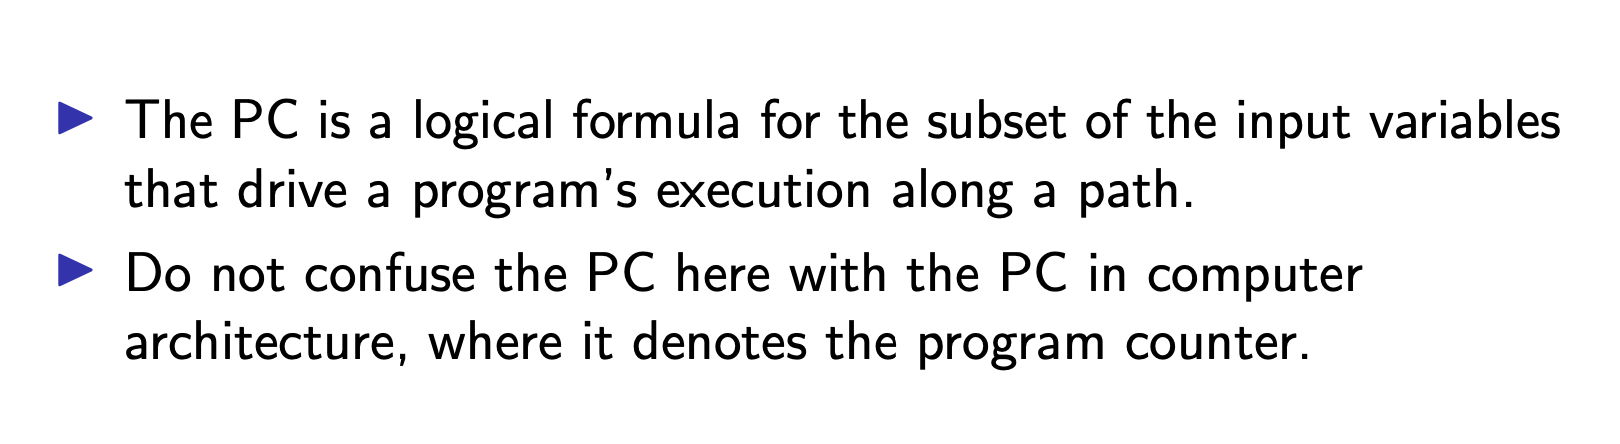 The PC is a logical formula for the subset of the input variables
that drive a program's execution along a path.
Do not confuse the PC here with the PC in computer
architecture, where it denotes the program counter.